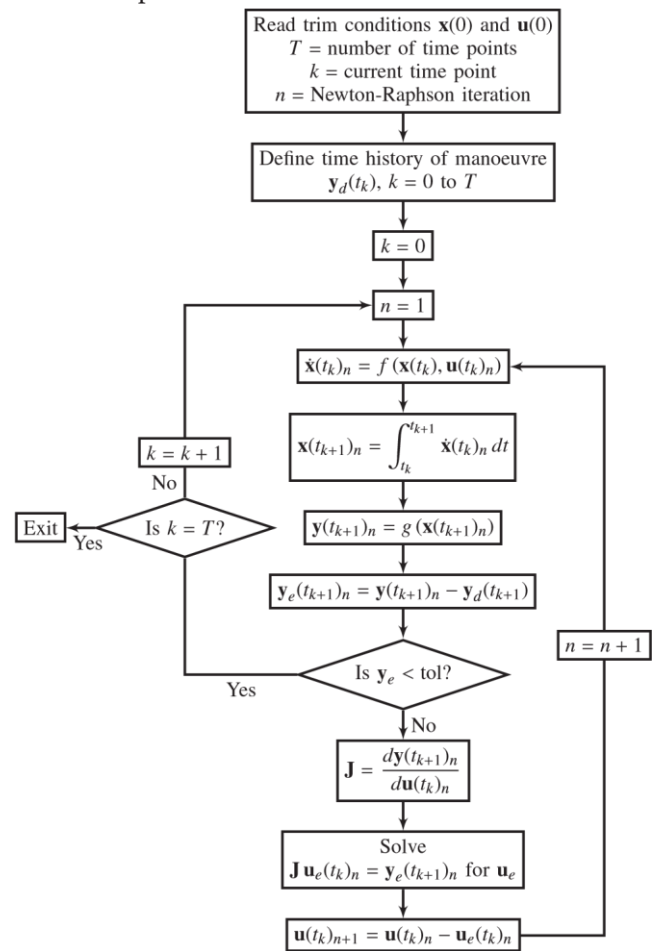 Read trim conditions x(0) and u(0)
T = number of time points
k = current time point
n = Newton-Raphson iteration
Define time history of manoeuvre
y_d(t_k), k = 0 to T
k = 0
n = 1
ẋ(t_k)_n = f (x(t_k), u(t_k)_n)
x(t_{k+1})_n = ∫_{t_k}^{t_{k+1}} ẋ(t_k)_n dt
y(t_{k+1})_n = g (x(t_{k+1})_n)
y_e(t_{k+1})_n = y(t_{k+1})_n − y_d(t_{k+1})
Is y_e < tol?
Yes
No
k = k + 1
No
Is k = T?
Yes
Exit
J = dy(t_{k+1})_n / du(t_k)_n
Solve
J u_e(t_k)_n = y_e(t_{k+1})_n for u_e
u(t_k)_{n+1} = u(t_k)_n − u_e(t_k)_n
n = n + 1